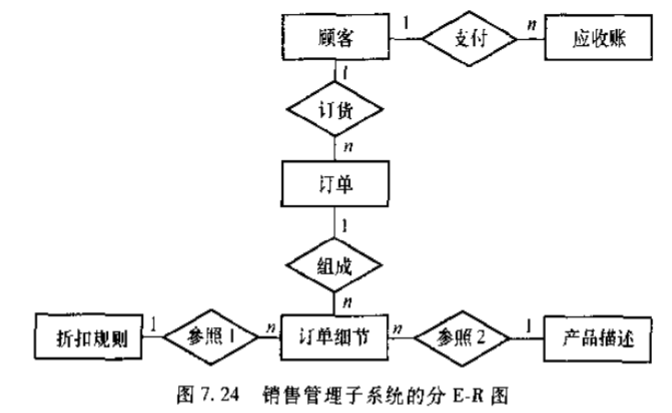 顾客 1 支付 n 应收账
1
订货
n
订单
1
组成
n
折扣规则 1 参照1 n 订单细节 n 参照2 1 产品描述
图7.24 销售管理子系统的分E-R图